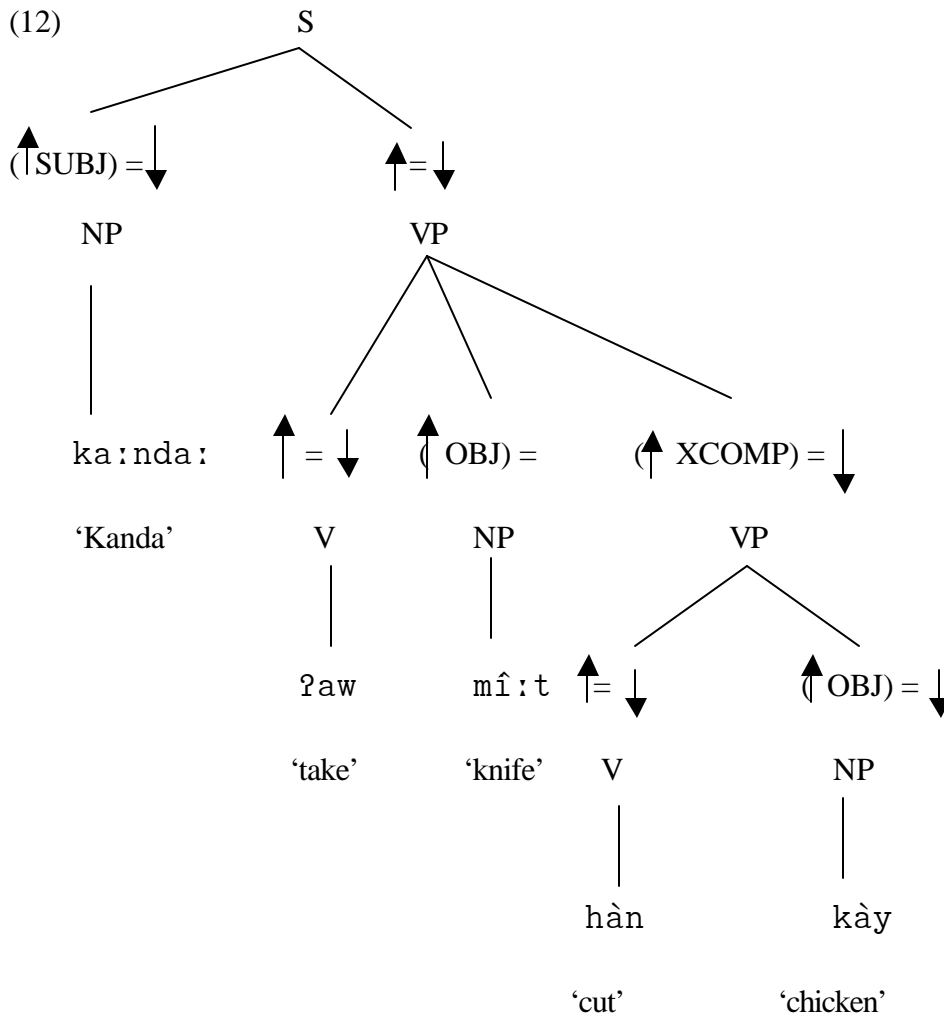 (12) S
(↑SUBJ) =↓ ↑=↓
NP VP
ka:nda: ↑ = ↓ (↑ OBJ) = (↑ XCOMP) = ↓
‘Kanda’ V NP VP
ʔaw mî:t ↑= ↓ (↑ OBJ) = ↓
‘take’ ‘knife’ V NP
hàn kày
‘cut’ ‘chicken’